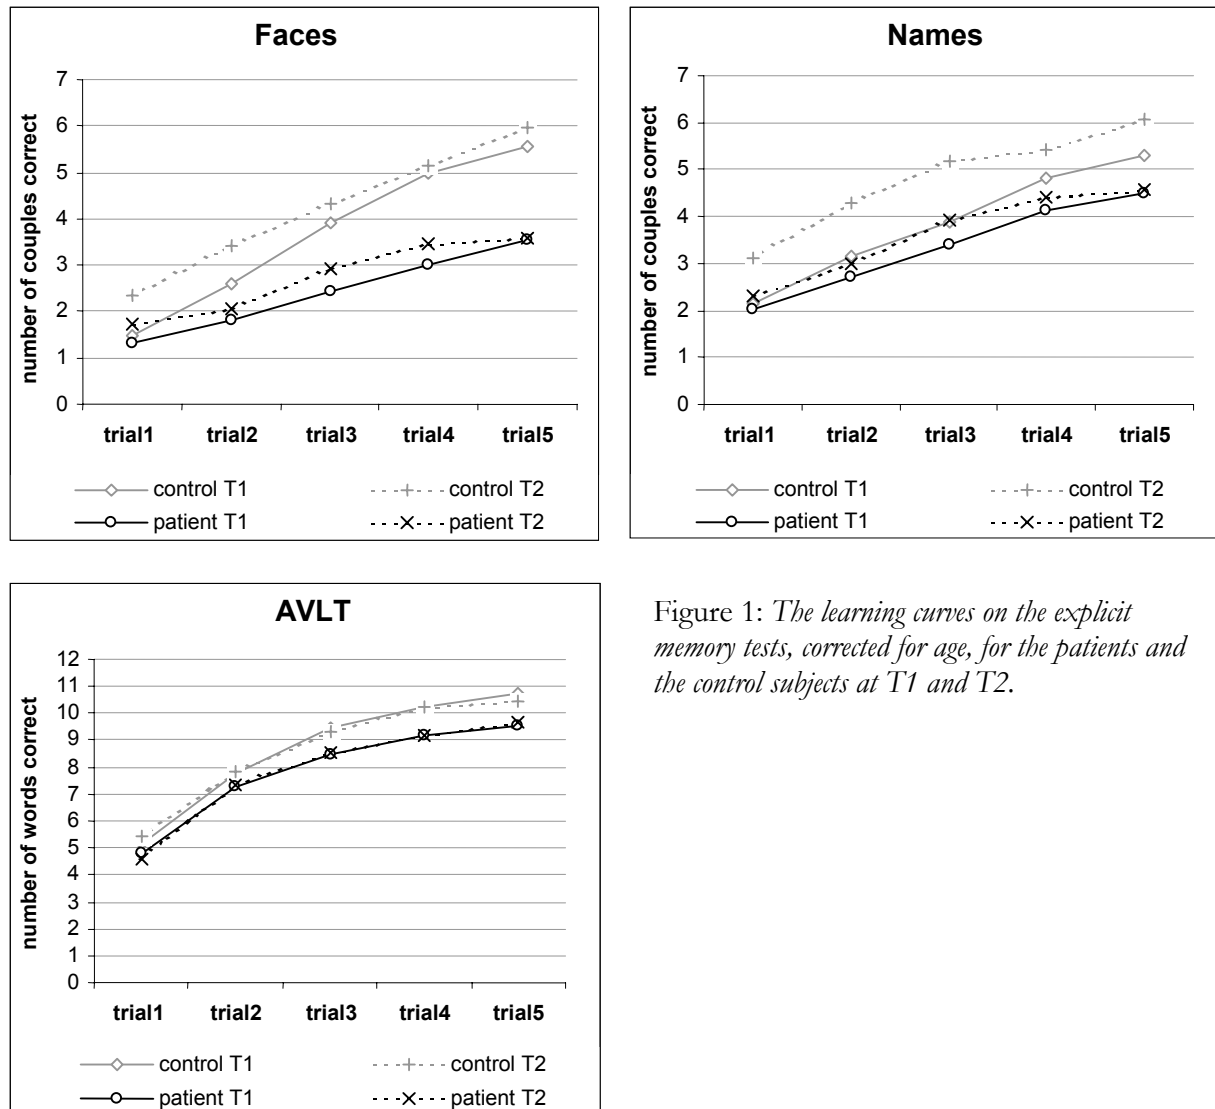 Faces
number of couples correct
7
6
5
4
3
2
1
0
trial1 trial2 trial3 trial4 trial5
control T1 control T2
patient T1 patient T2
Names
number of couples correct
7
6
5
4
3
2
1
0
trial1 trial2 trial3 trial4 trial5
control T1 control T2
patient T1 patient T2
AVLT
number of words correct
12
11
10
9
8
7
6
5
4
3
2
1
0
trial1 trial2 trial3 trial4 trial5
control T1 control T2
patient T1 patient T2
Figure 1: The learning curves on the explicit
memory tests, corrected for age, for the patients and
the control subjects at T1 and T2.